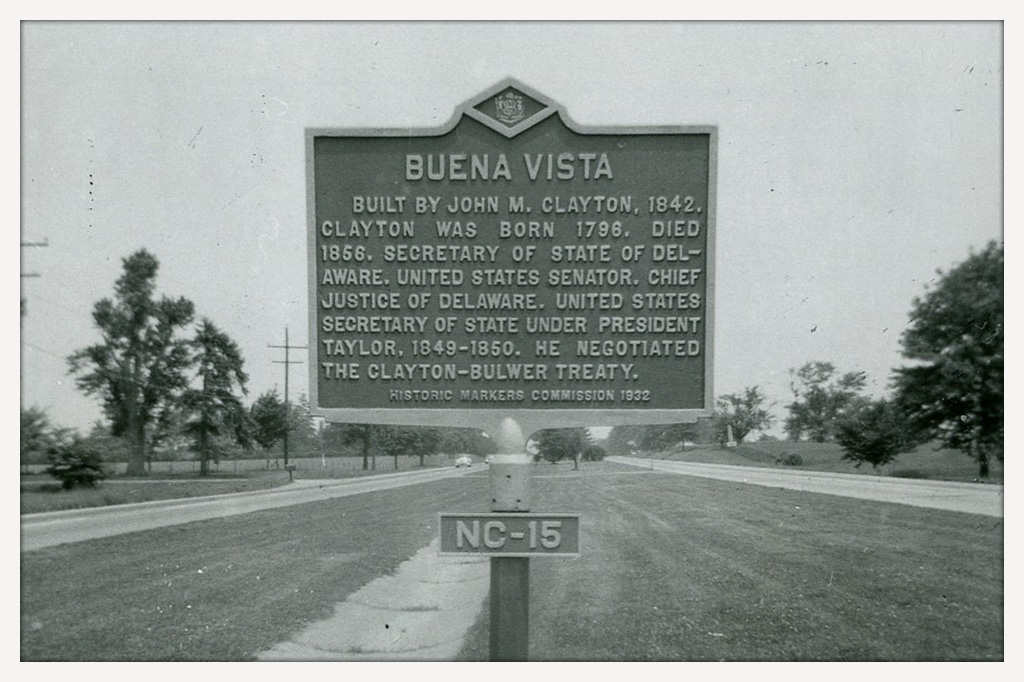 BUENA VISTA
BUILT BY JOHN M. CLAYTON, 1842.
CLAYTON WAS BORN 1796. DIED
1856. SECRETARY OF STATE OF DEL-
AWARE. UNITED STATES SENATOR. CHIEF
JUSTICE OF DELAWARE. UNITED STATES
SECRETARY OF STATE UNDER PRESIDENT
TAYLOR, 1849-1850. HE NEGOTIATED
THE CLAYTON-BULWER TREATY.
HISTORIC MARKERS COMMISSION 1932
NC-15